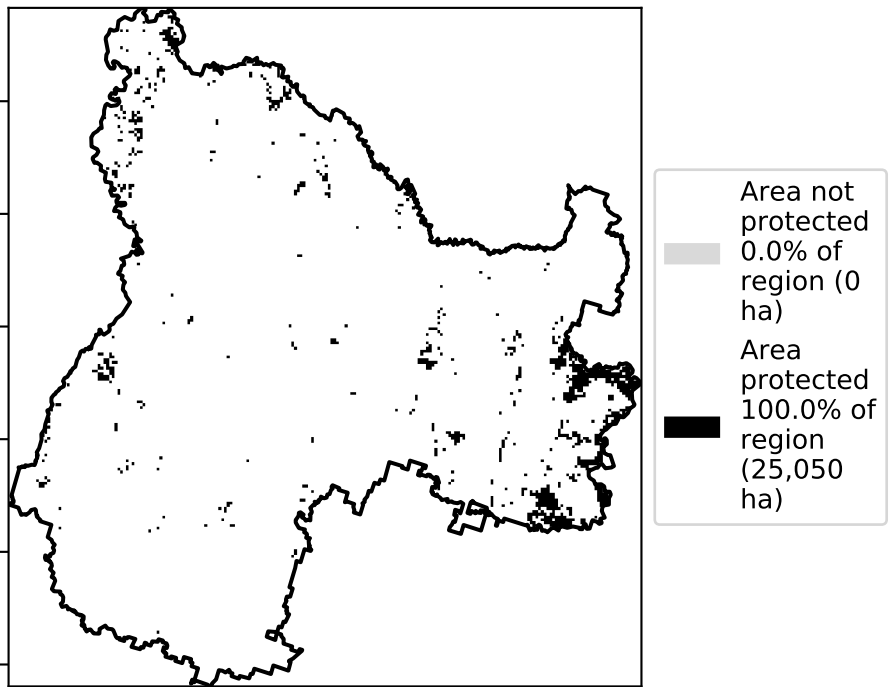 Area not
protected
0.0% of
region (0
ha)
Area
protected
100.0% of
region
(25,050
ha)